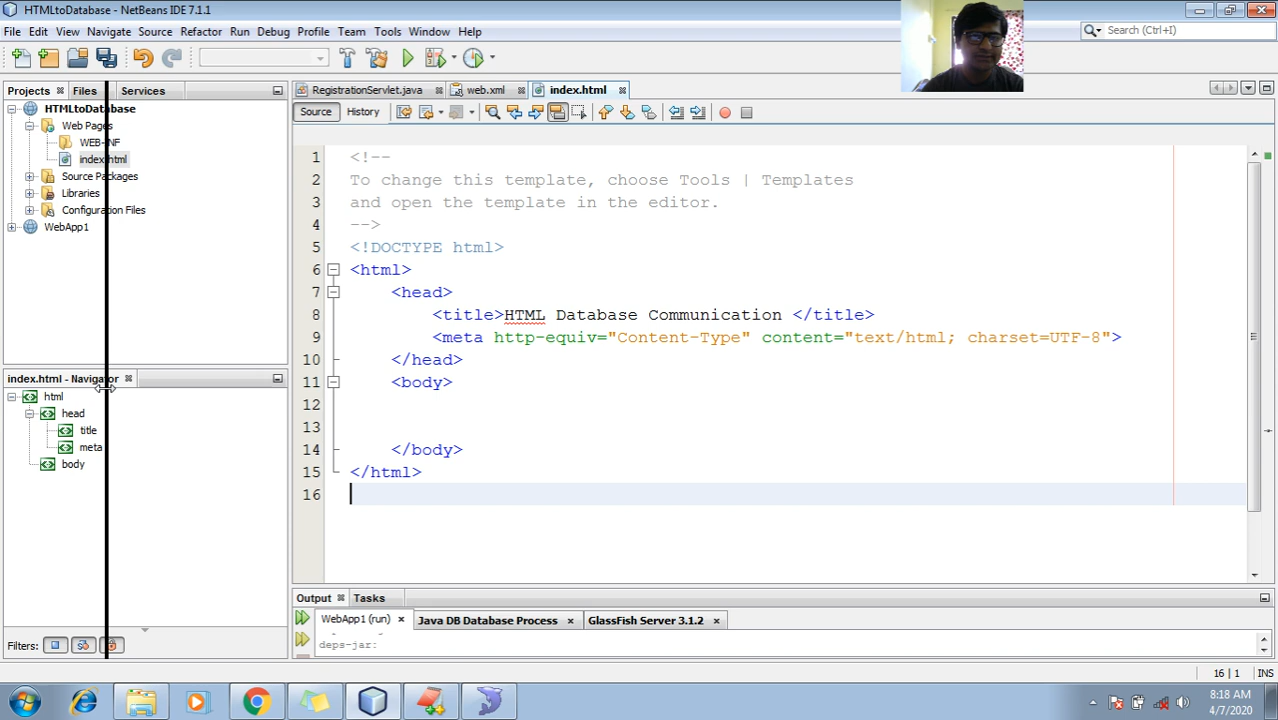 HTMLtoDatabase - NetBeans IDE 7.1.1
File Edit View Navigate Source Refactor Run Debug Profile Team Tools Window Help
Search (Ctrl+I)
Projects Files Services
RegistrationServlet.java web.xml index.html
HTMLtoDatabase
Source History
Web Pages
WEB-INF
index.html
Source Packages
Libraries
Configuration Files
WebApp1
1 <!--
2 To change this template, choose Tools | Templates
3 and open the template in the editor.
4 -->
5 <!DOCTYPE html>
6 <html>
7 <head>
8 <title>HTML Database Communication </title>
9 <meta http-equiv="Content-Type" content="text/html; charset=UTF-8">
10 </head>
11 <body>
12
13
14 </body>
15 </html>
16
index.html - Navigator
html
head
title
meta
body
Filters:
Output Tasks
WebApp1 (run) Java DB Database Process GlassFish Server 3.1.2
deps-jar:
16 | 1 INS
8:18 AM
4/7/2020